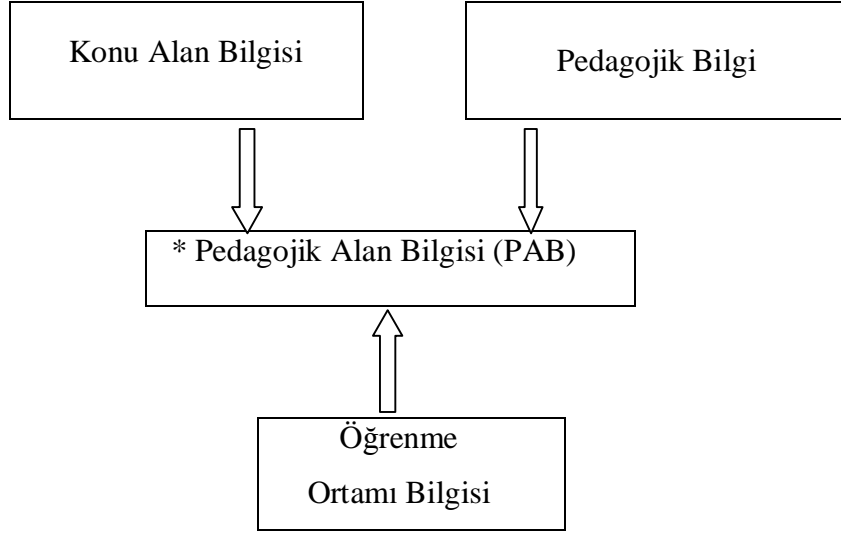 Konu Alan Bilgisi
Pedagojik Bilgi
* Pedagojik Alan Bilgisi (PAB)
Öğrenme
Ortamı Bilgisi